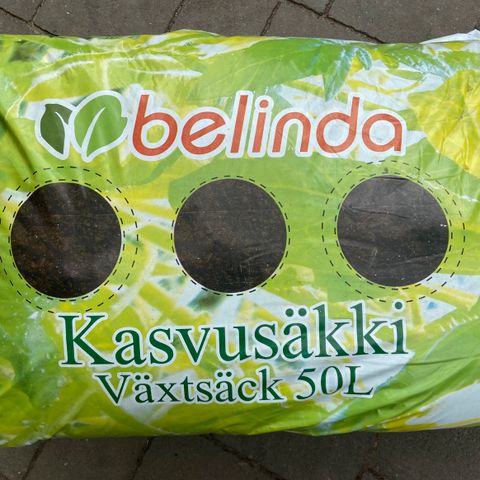 belinda
Kasvusäkki
Växtsäck 50L